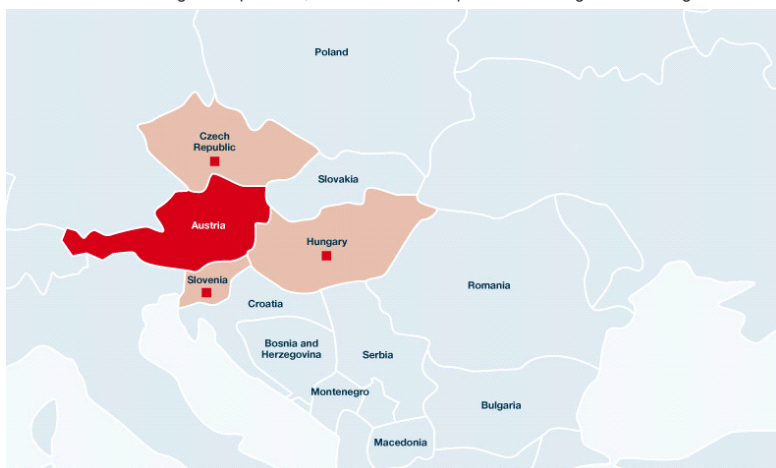 Poland
Czech
Republic
Slovakia
Austria
Hungary
Slovenia
Romania
Croatia
Bosnia and
Herzegovina
Serbia
Montenegro
Bulgaria
Macedonia